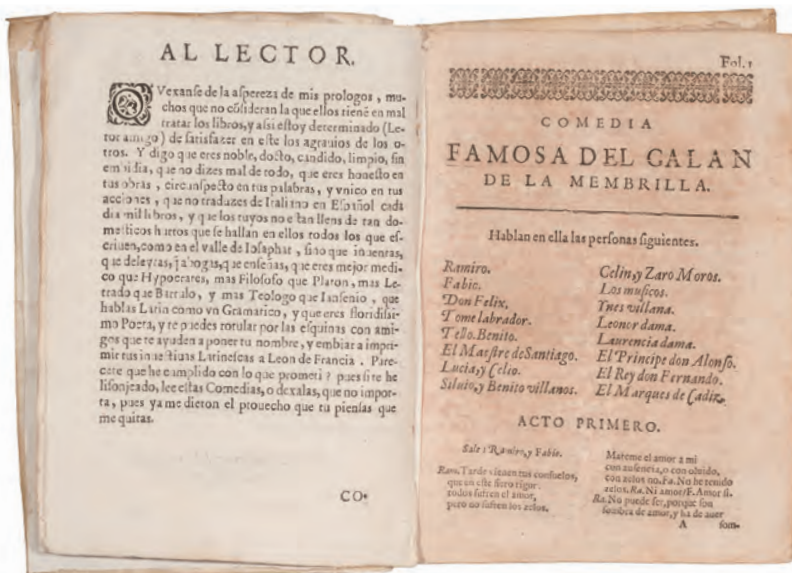 AL LECTOR.
QVexanse de la aspereza de mis prologos, mu-
chos que no cósideran la que ellos tiené en mal
tratar los libros, y assi estoy determinado (Le-
tor amigo) de satisfazer en este los agrauios de los o-
tros. Y digo que eres noble, docto, candido, limpio, sin
embidia, que no dizes mal de todo, que eres honesto en
tus obras, circunspecto en tus palabras, y vnico en tus
acciones, que no traduzes de Italiano en Español cada
dia mil libros, y que los tuyos no estan llenos de tan do-
mesticos hurtos que se hallan en ellos todos los que es-
criuen, como en el valle de Iosaphat, sino que inuentas,
que deleytas, q̃ abogas, que enseñas, que eres mejor medi-
co que Hypocrates, mas Filosofo que Platon, mas Le-
trado que Bartulo, y mas Teologo que Iansenio, que
hablas Latin como vn Gramatico, y que eres floridissi-
mo Poeta, y te puedes rotular por las esquinas con ami-
gos que te ayuden a poner tu nombre, y embiar a impri-
mir tus inuectiuas Latinescas a Leon de Francia. Pare-
cete que he cumplido con lo que prometi? pues si te he
lisonjeado, lee estas Comedias, o dexalas, que no impor-
ta, pues ya me dieron el prouecho que tu piensas que
me quitas.
CO-
Fol. 1
COMEDIA
FAMOSA DEL GALAN
DE LA MEMBRILLA.
Hablan en ella las personas siguientes.
Ramiro.
Fabio.
Don Felix.
Tome labrador.
Tello. Benito.
El Maestre de Santiago.
Lucia, y Celio.
Siluio, y Benito villanos.
Celin, y Zaro Moros.
Los musicos.
Ynes villana.
Leonor dama.
Laurencia dama.
El Principe don Alonso.
El Rey don Fernando.
El Marques de Cadiz.
ACTO PRIMERO.
Salen Ramiro, y Fabio.
Ram. Tarde vienen tus consuelos,
que en este fiero rigor
todos sufren el amor,
pero no sufren los zelos.
Mateme el amor a mi
con ausencia, o con oluido,
con zelos no. Fa. No he tenido
zelos. Ra. Ni amor? F. Amor si.
Ra. No puede ser, porque son
sombra de amor, y ha de auer
A som-